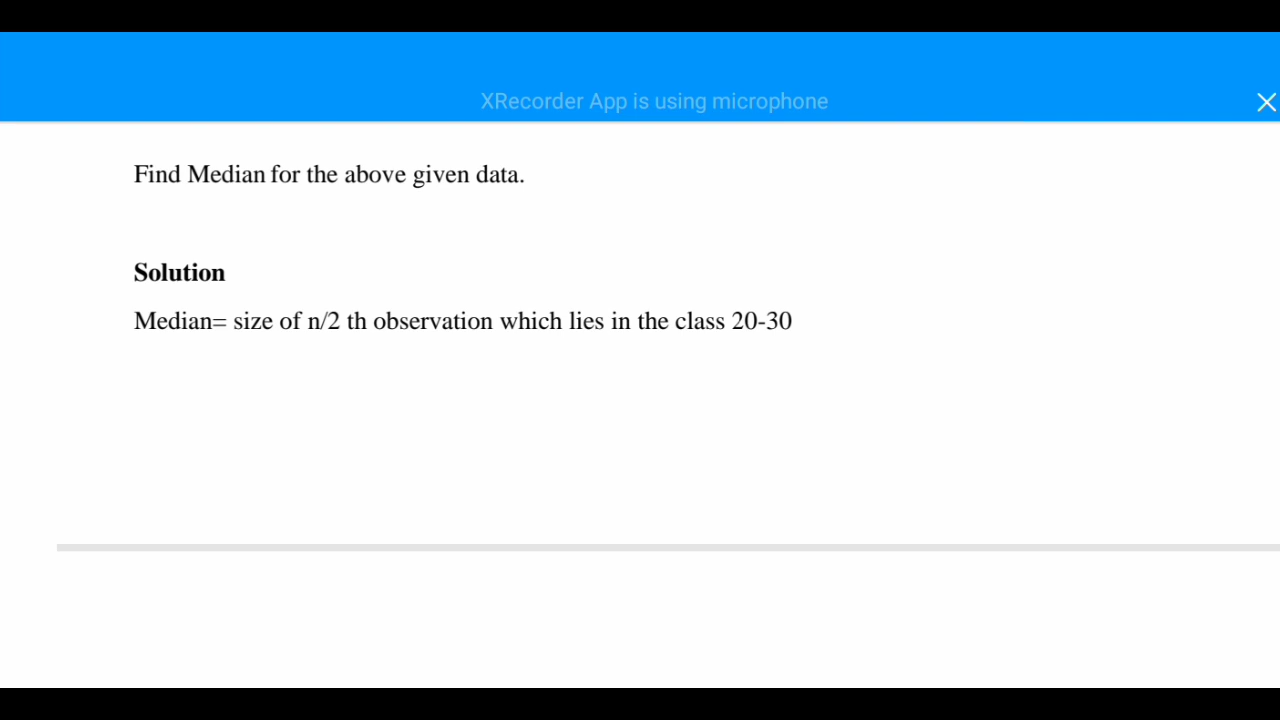 XRecorder App is using microphone
Find Median for the above given data.
Solution
Median= size of n/2 th observation which lies in the class 20-30